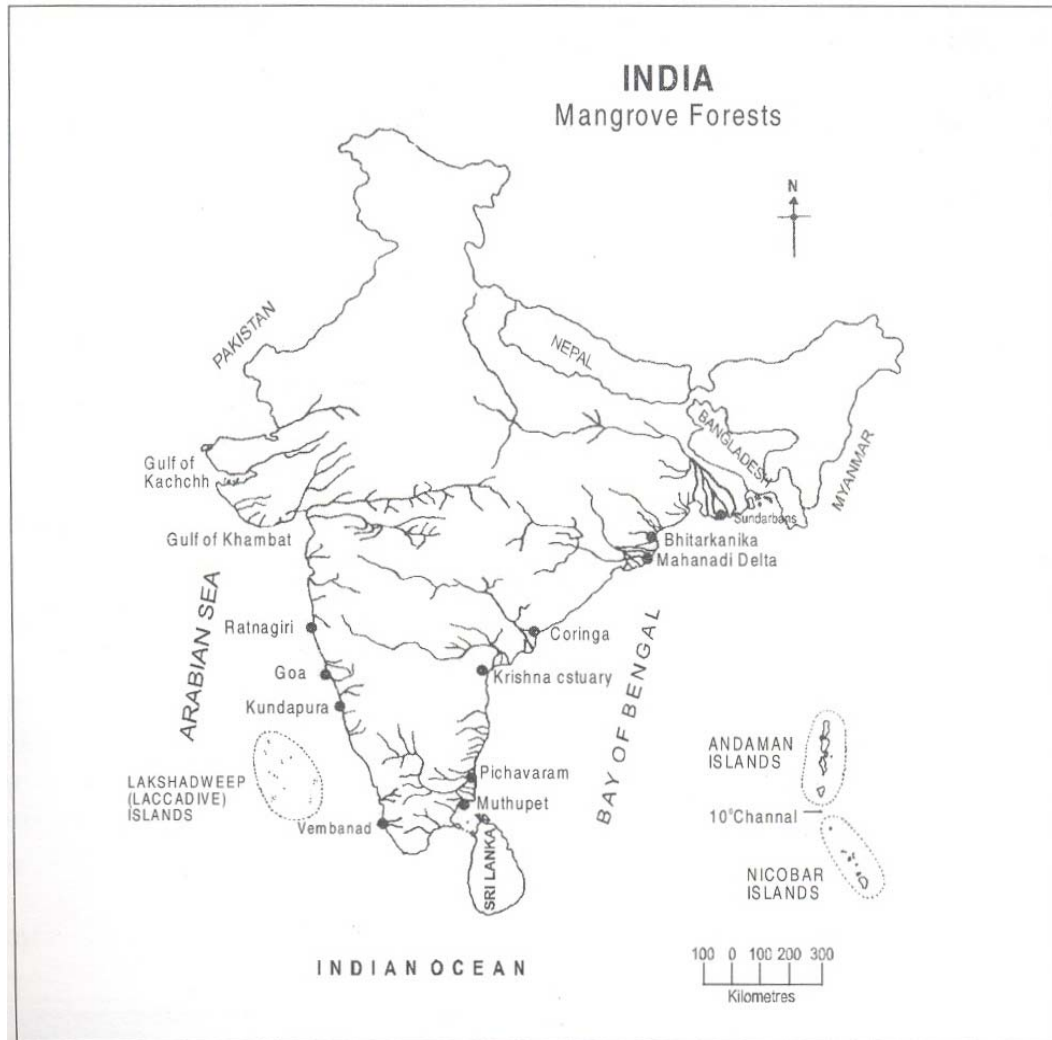 INDIA
Mangrove Forests
N
PAKISTAN
NEPAL
BANGLADESH
MYANMAR
Gulf of
Kachchh
Sundarbans
Gulf of Khambat
Bhitarkanika
Mahanadi Delta
ARABIAN SEA
Ratnagiri
Coringa
Goa
Krishna cstuary
Kundapura
BAY OF BENGAL
ANDAMAN
ISLANDS
LAKSHADWEEP
(LACCADIVE)
ISLANDS
Pichavaram
Muthupet
10°Channal
Vembanad
SRI LANKA
NICOBAR
ISLANDS
INDIAN OCEAN
100 0 100 200 300
Kilometres